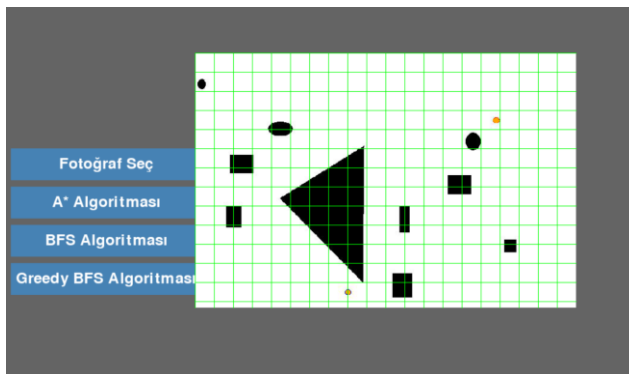 Fotoğraf Seç
A* Algoritması
BFS Algoritması
Greedy BFS Algoritması